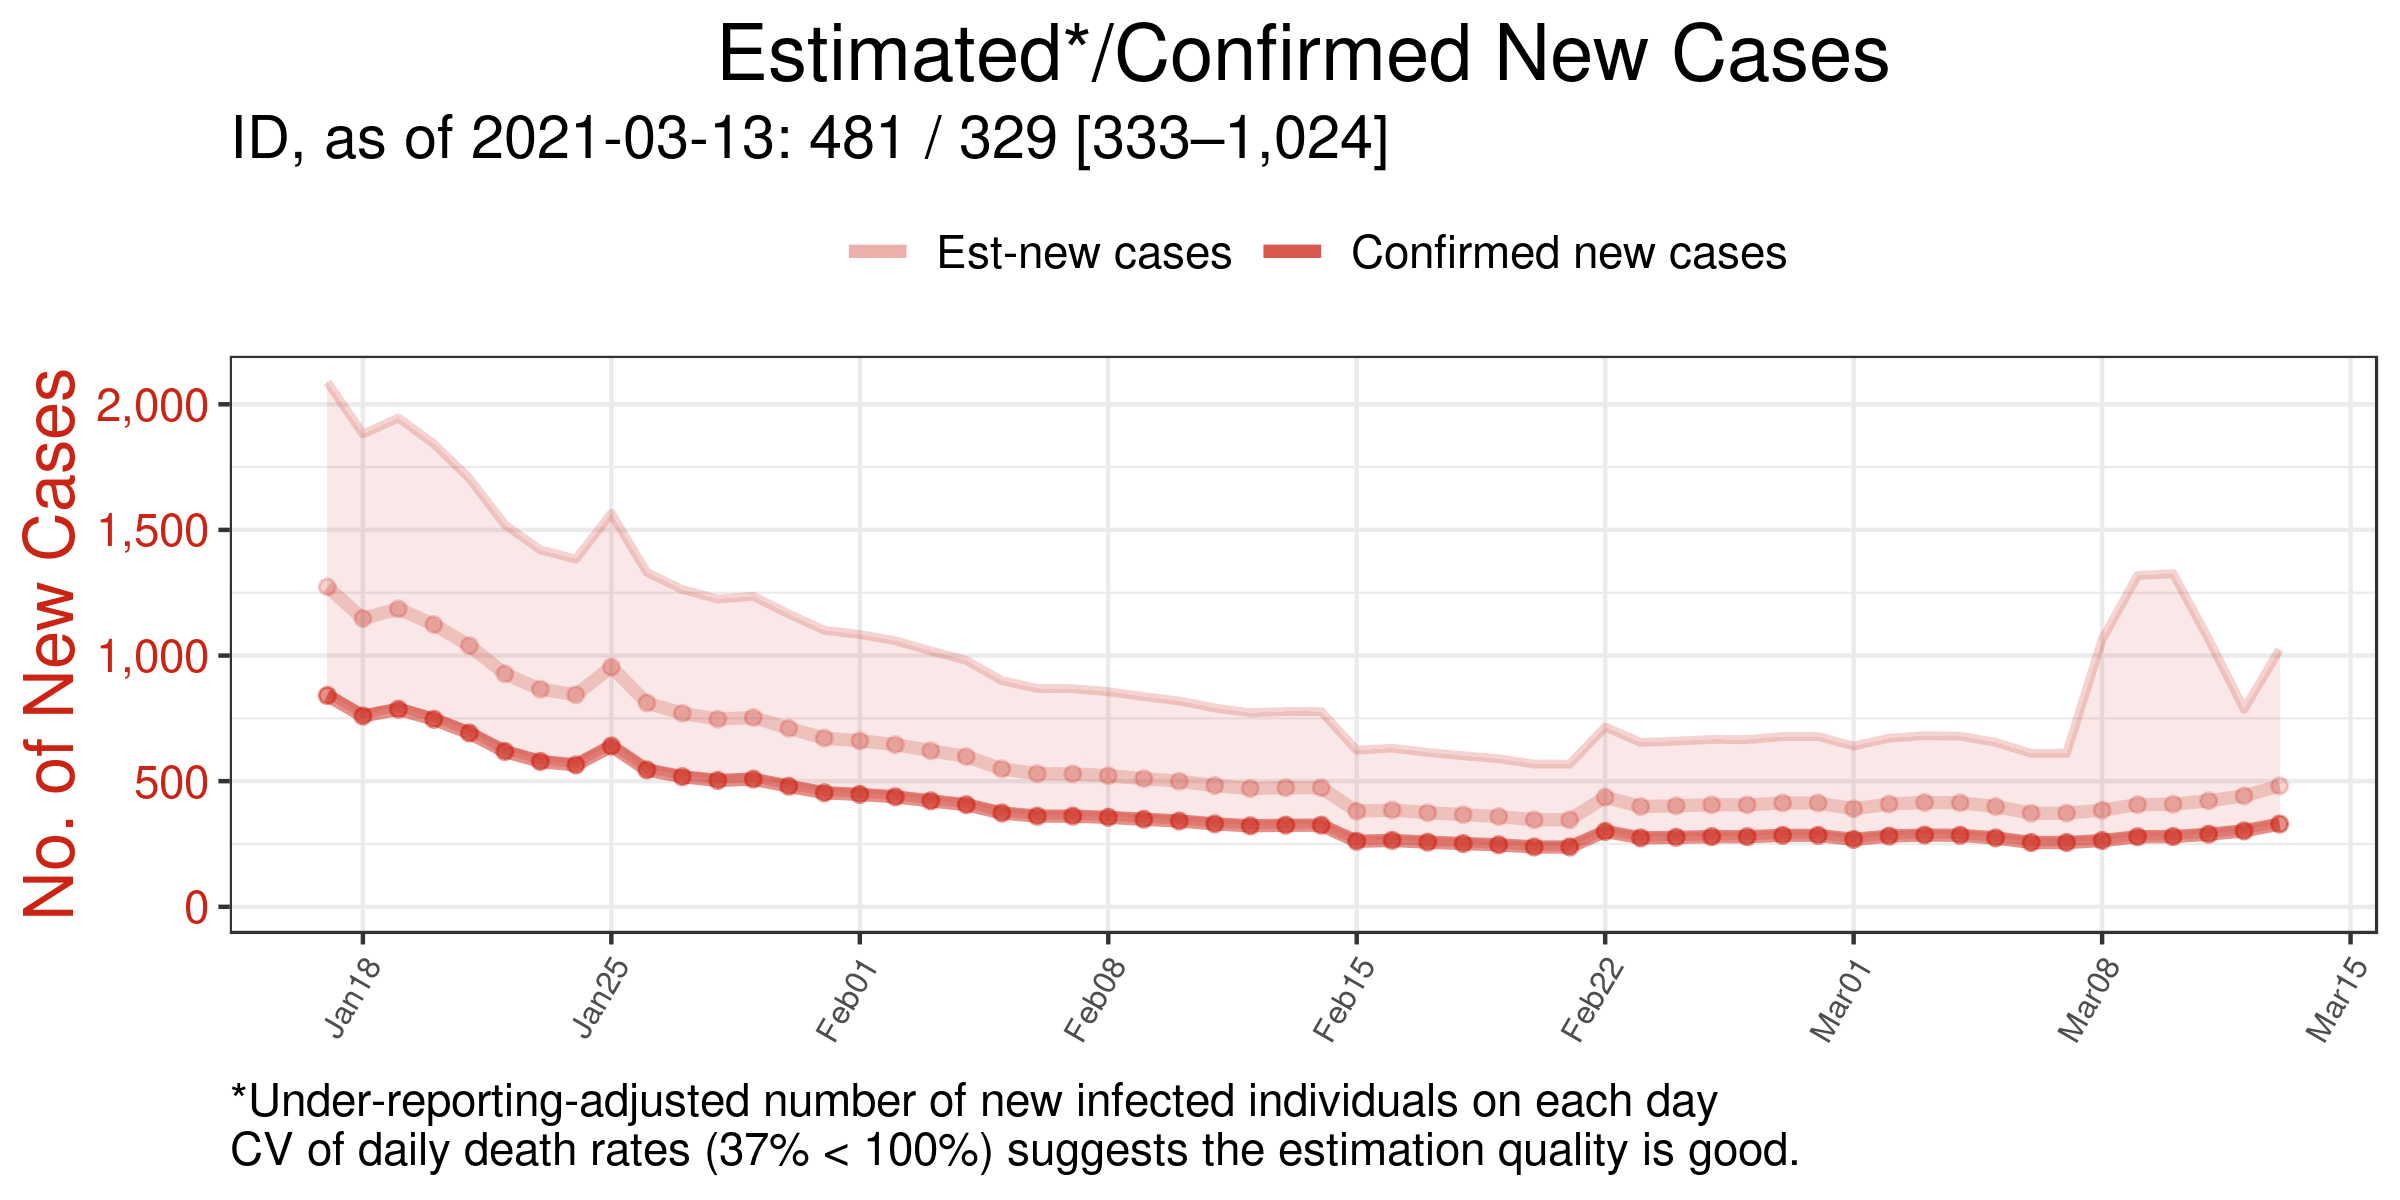 Estimated*/Confirmed New Cases
ID, as of 2021-03-13: 481 / 329 [333–1,024]
Est-new cases
Confirmed new cases
No. of New Cases
2,000
1,500
1,000
500
0
Jan18
Jan25
Feb01
Feb08
Feb15
Feb22
Mar01
Mar08
Mar15
*Under-reporting-adjusted number of new infected individuals on each day
CV of daily death rates (37% < 100%) suggests the estimation quality is good.